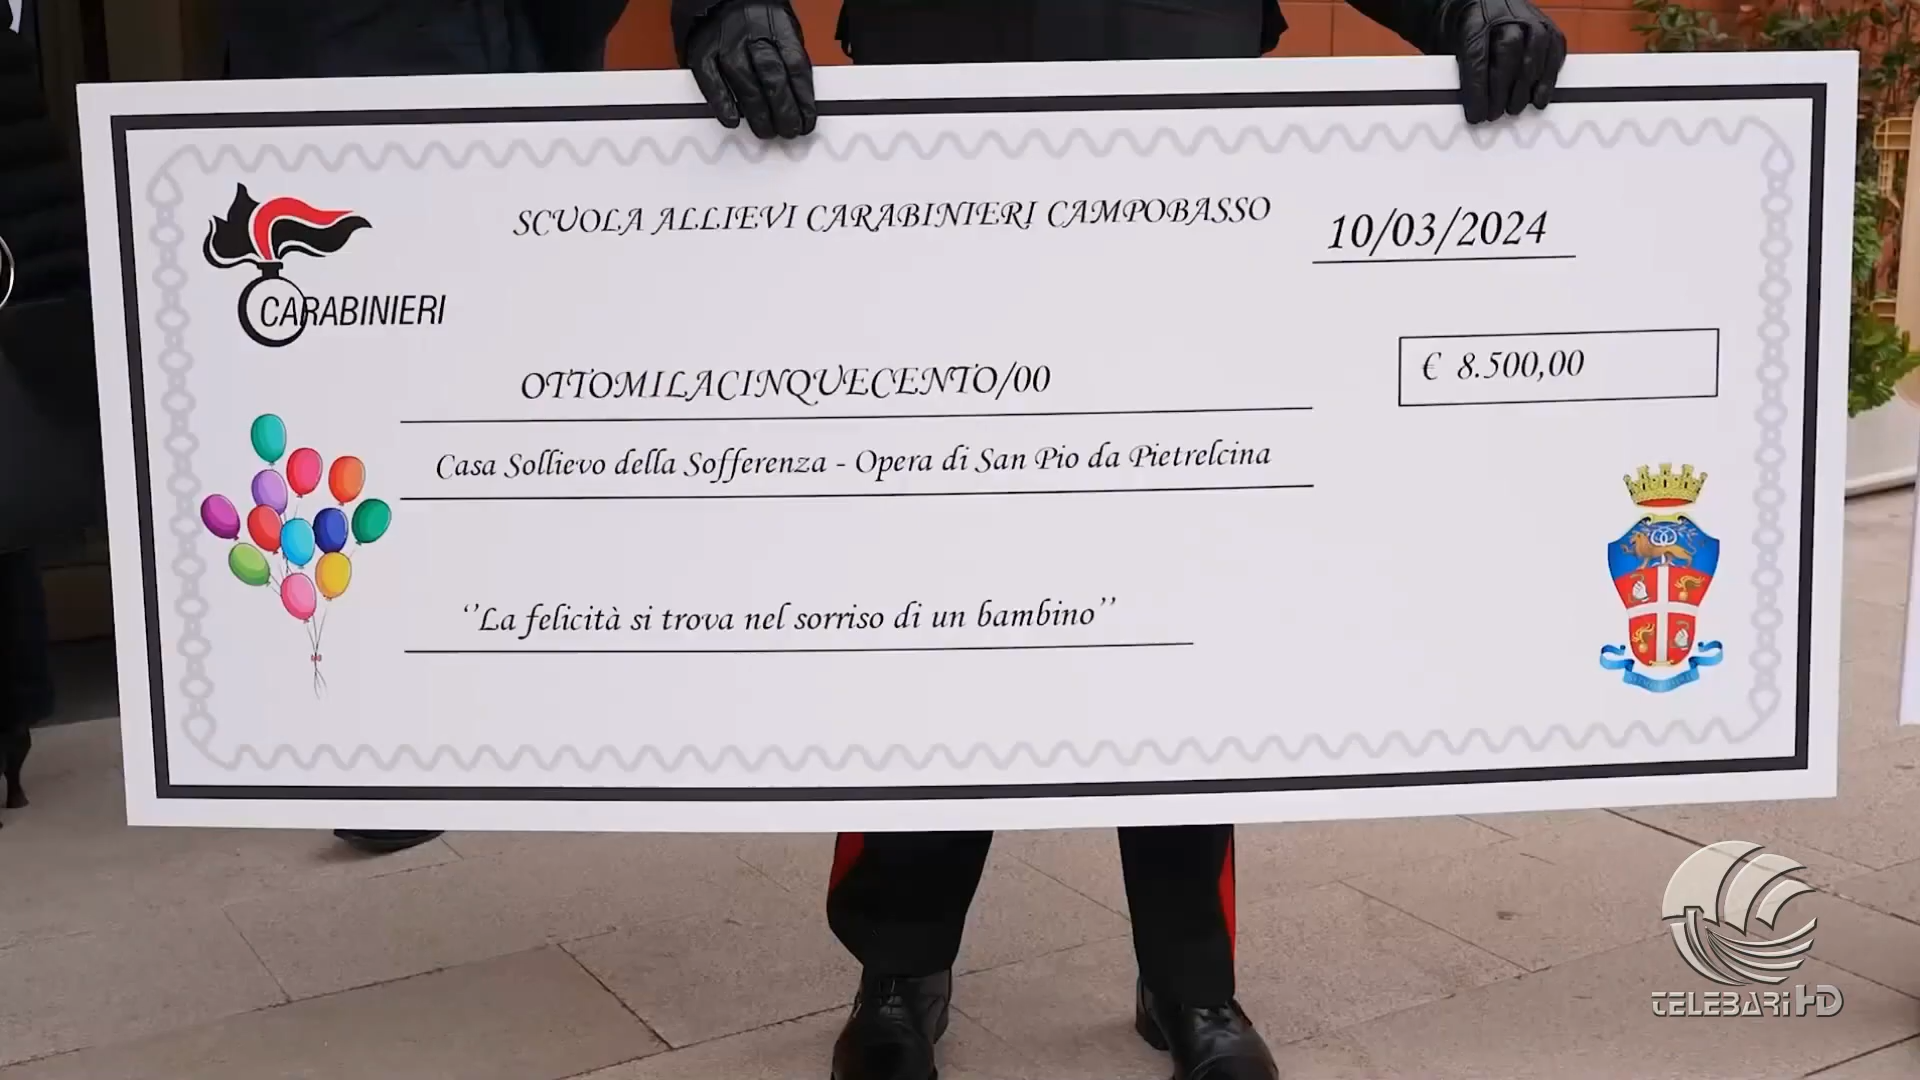 SCUOLA ALLIEVI CARABINIERI CAMPOBASSO
10/03/2024
CARABINIERI
OTTOMILACINQUECENTO/00
€ 8.500,00
Casa Sollievo della Sofferenza - Opera di San Pio da Pietrelcina
‘’La felicità si trova nel sorriso di un bambino’’
TELEBARI HD